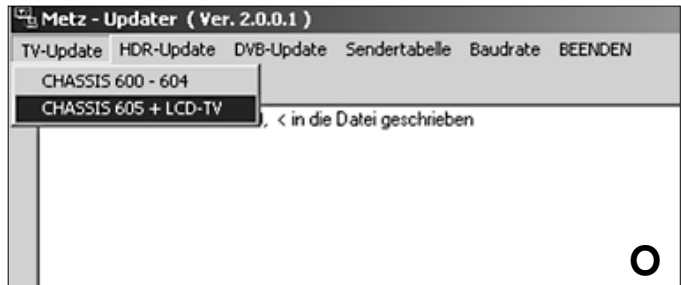 Metz - Updater ( Ver. 2.0.0.1 )
TV-Update HDR-Update DVB-Update Sendertabelle Baudrate BEENDEN
CHASSIS 600 - 604
CHASSIS 605 + LCD-TV
< in die Datei geschrieben
O